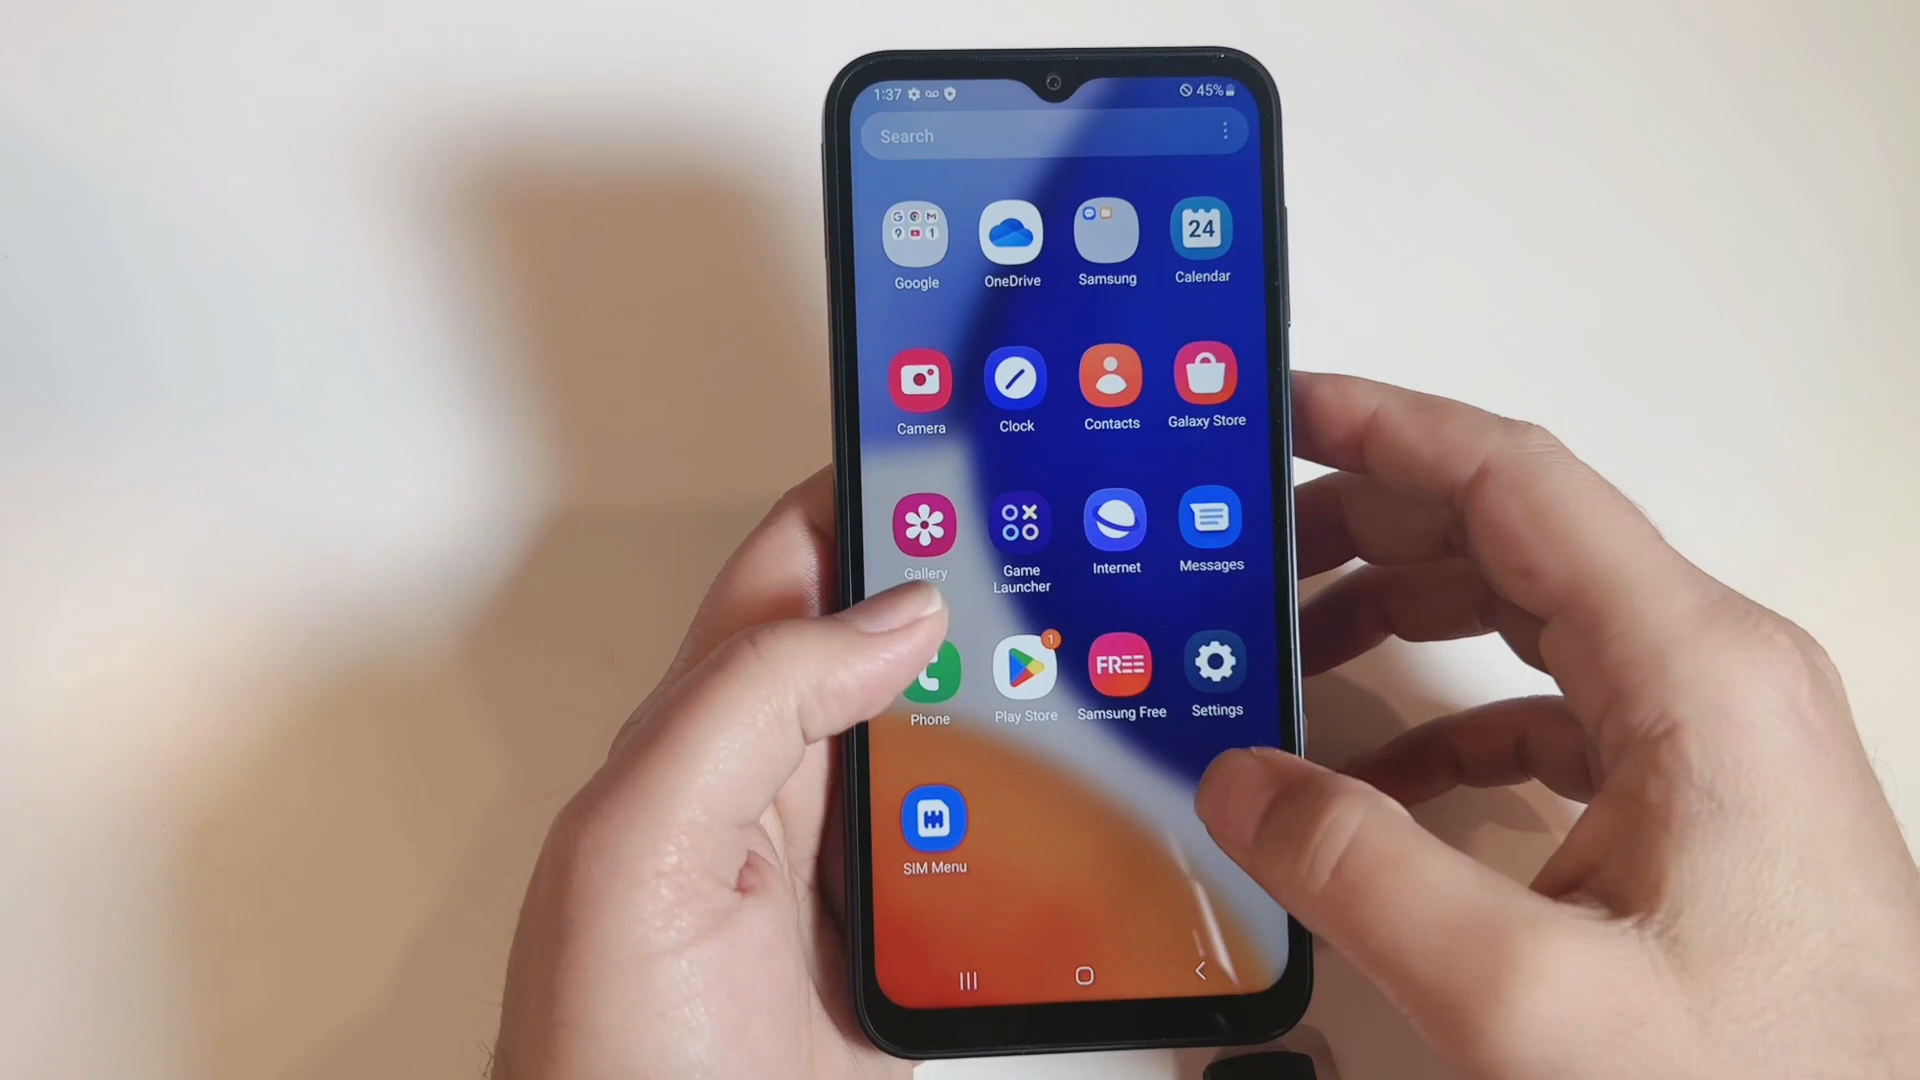 1:37
45%
Search
24
Google
OneDrive
Samsung
Calendar
Camera
Clock
Contacts
Galaxy Store
Gallery
Game
Launcher
Internet
Messages
1
FREE
Phone
Play Store
Samsung Free
Settings
SIM Menu